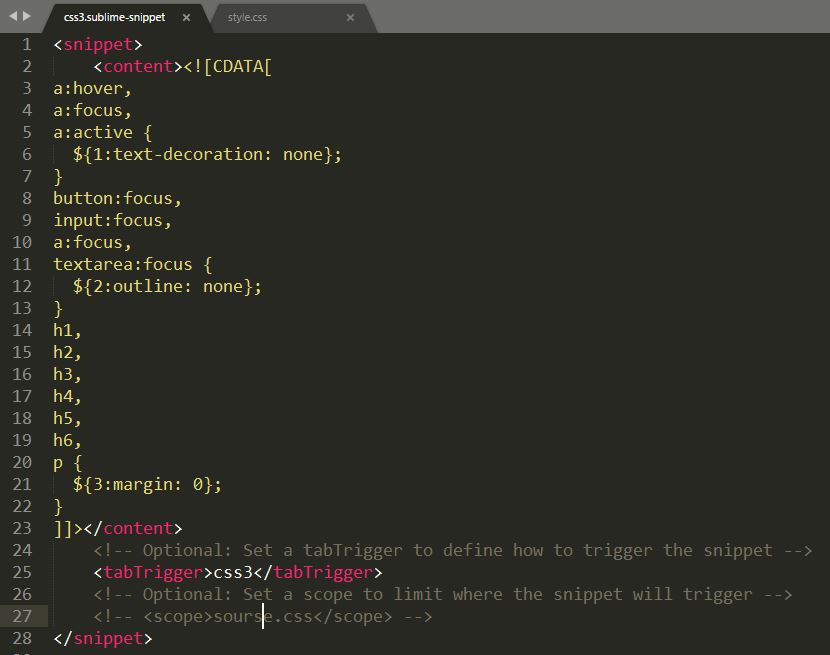 css3.sublime-snippet × style.css ×
1 <snippet>
2 <content><![CDATA[
3 a:hover,
4 a:focus,
5 a:active {
6 ${1:text-decoration: none};
7 }
8 button:focus,
9 input:focus,
10 a:focus,
11 textarea:focus {
12 ${2:outline: none};
13 }
14 h1,
15 h2,
16 h3,
17 h4,
18 h5,
19 h6,
20 p {
21 ${3:margin: 0};
22 }
23 ]]></content>
24 <!-- Optional: Set a tabTrigger to define how to trigger the snippet -->
25 <tabTrigger>css3</tabTrigger>
26 <!-- Optional: Set a scope to limit where the snippet will trigger -->
27 <!-- <scope>sourse.css</scope> -->
28 </snippet>